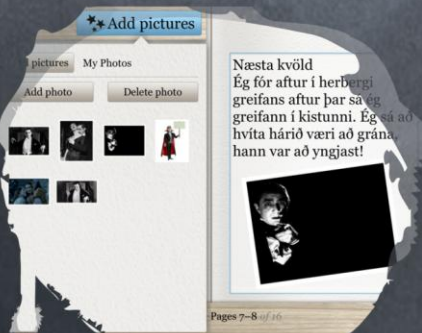 Add pictures
pictures
My Photos
Add photo
Delete photo
Næsta kvöld
Ég fór aftur í herbergi
greifans aftur þar sá ég
greifann í kistunni. Ég sá að
hvíta hárið væri að grána,
hann var að yngjast!
Pages 7–8 of 16